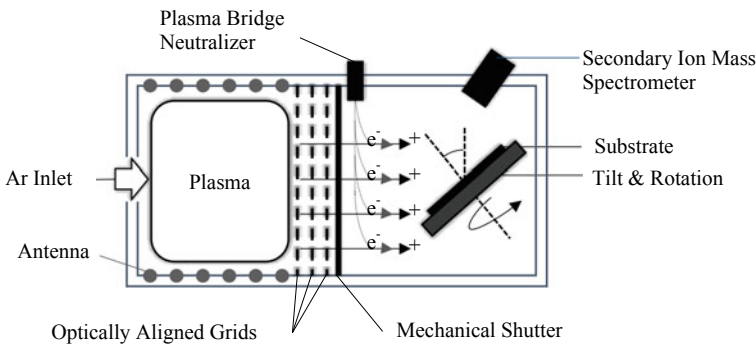 Plasma Bridge
Neutralizer
Secondary Ion Mass
Spectrometer
Substrate
Tilt & Rotation
Ar Inlet
Plasma
Antenna
e- +
e- +
e- +
e- +
Optically Aligned Grids
Mechanical Shutter